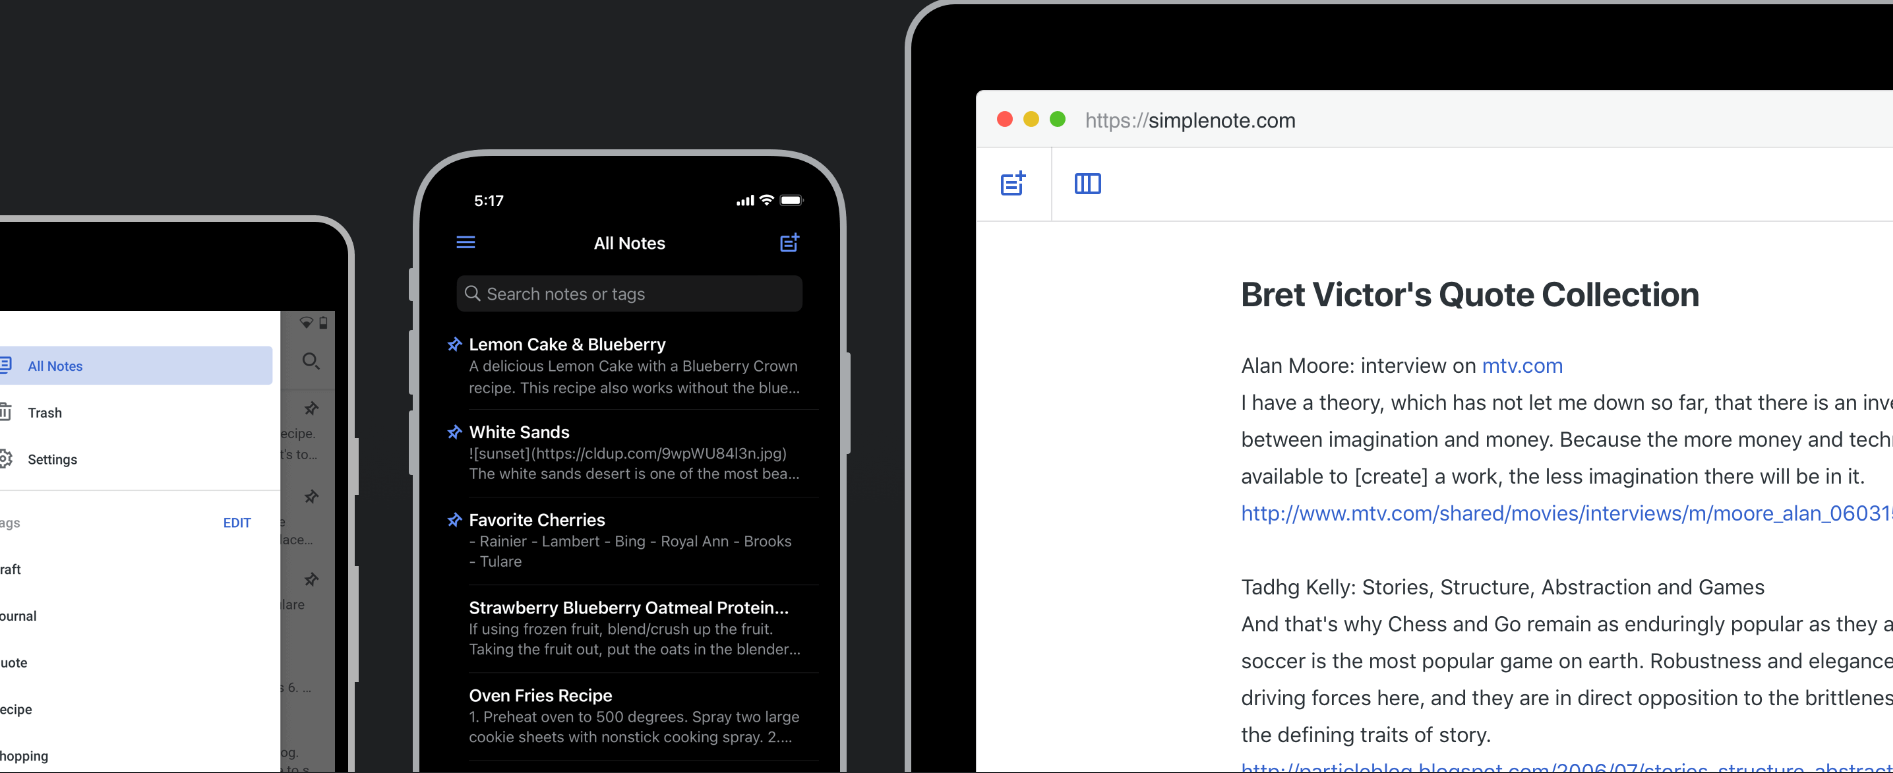 All Notes
Trash
Settings
ags
EDIT
raft
ournal
uote
ecipe
hopping
ecipe.
t's to...
e
lace...
lare
s 6. ...
og.
5:17
All Notes
Search notes or tags
Lemon Cake & Blueberry
A delicious Lemon Cake with a Blueberry Crown
recipe. This recipe also works without the blue...
White Sands
![sunset](https://cldup.com/9wpWU84l3n.jpg)
The white sands desert is one of the most bea...
Favorite Cherries
- Rainier - Lambert - Bing - Royal Ann - Brooks
- Tulare
Strawberry Blueberry Oatmeal Protein...
If using frozen fruit, blend/crush up the fruit.
Taking the fruit out, put the oats in the blender...
Oven Fries Recipe
1. Preheat oven to 500 degrees. Spray two large
cookie sheets with nonstick cooking spray. 2....
https://simplenote.com
Bret Victor's Quote Collection
Alan Moore: interview on mtv.com
I have a theory, which has not let me down so far, that there is an inve
between imagination and money. Because the more money and tech
available to [create] a work, the less imagination there will be in it.
http://www.mtv.com/shared/movies/interviews/m/moore_alan_060315
Tadhg Kelly: Stories, Structure, Abstraction and Games
And that's why Chess and Go remain as enduringly popular as they a
soccer is the most popular game on earth. Robustness and elegance
driving forces here, and they are in direct opposition to the brittlenes
the defining traits of story.
http://particleblog.blogspot.com/2006/07/stories-structure-abstract